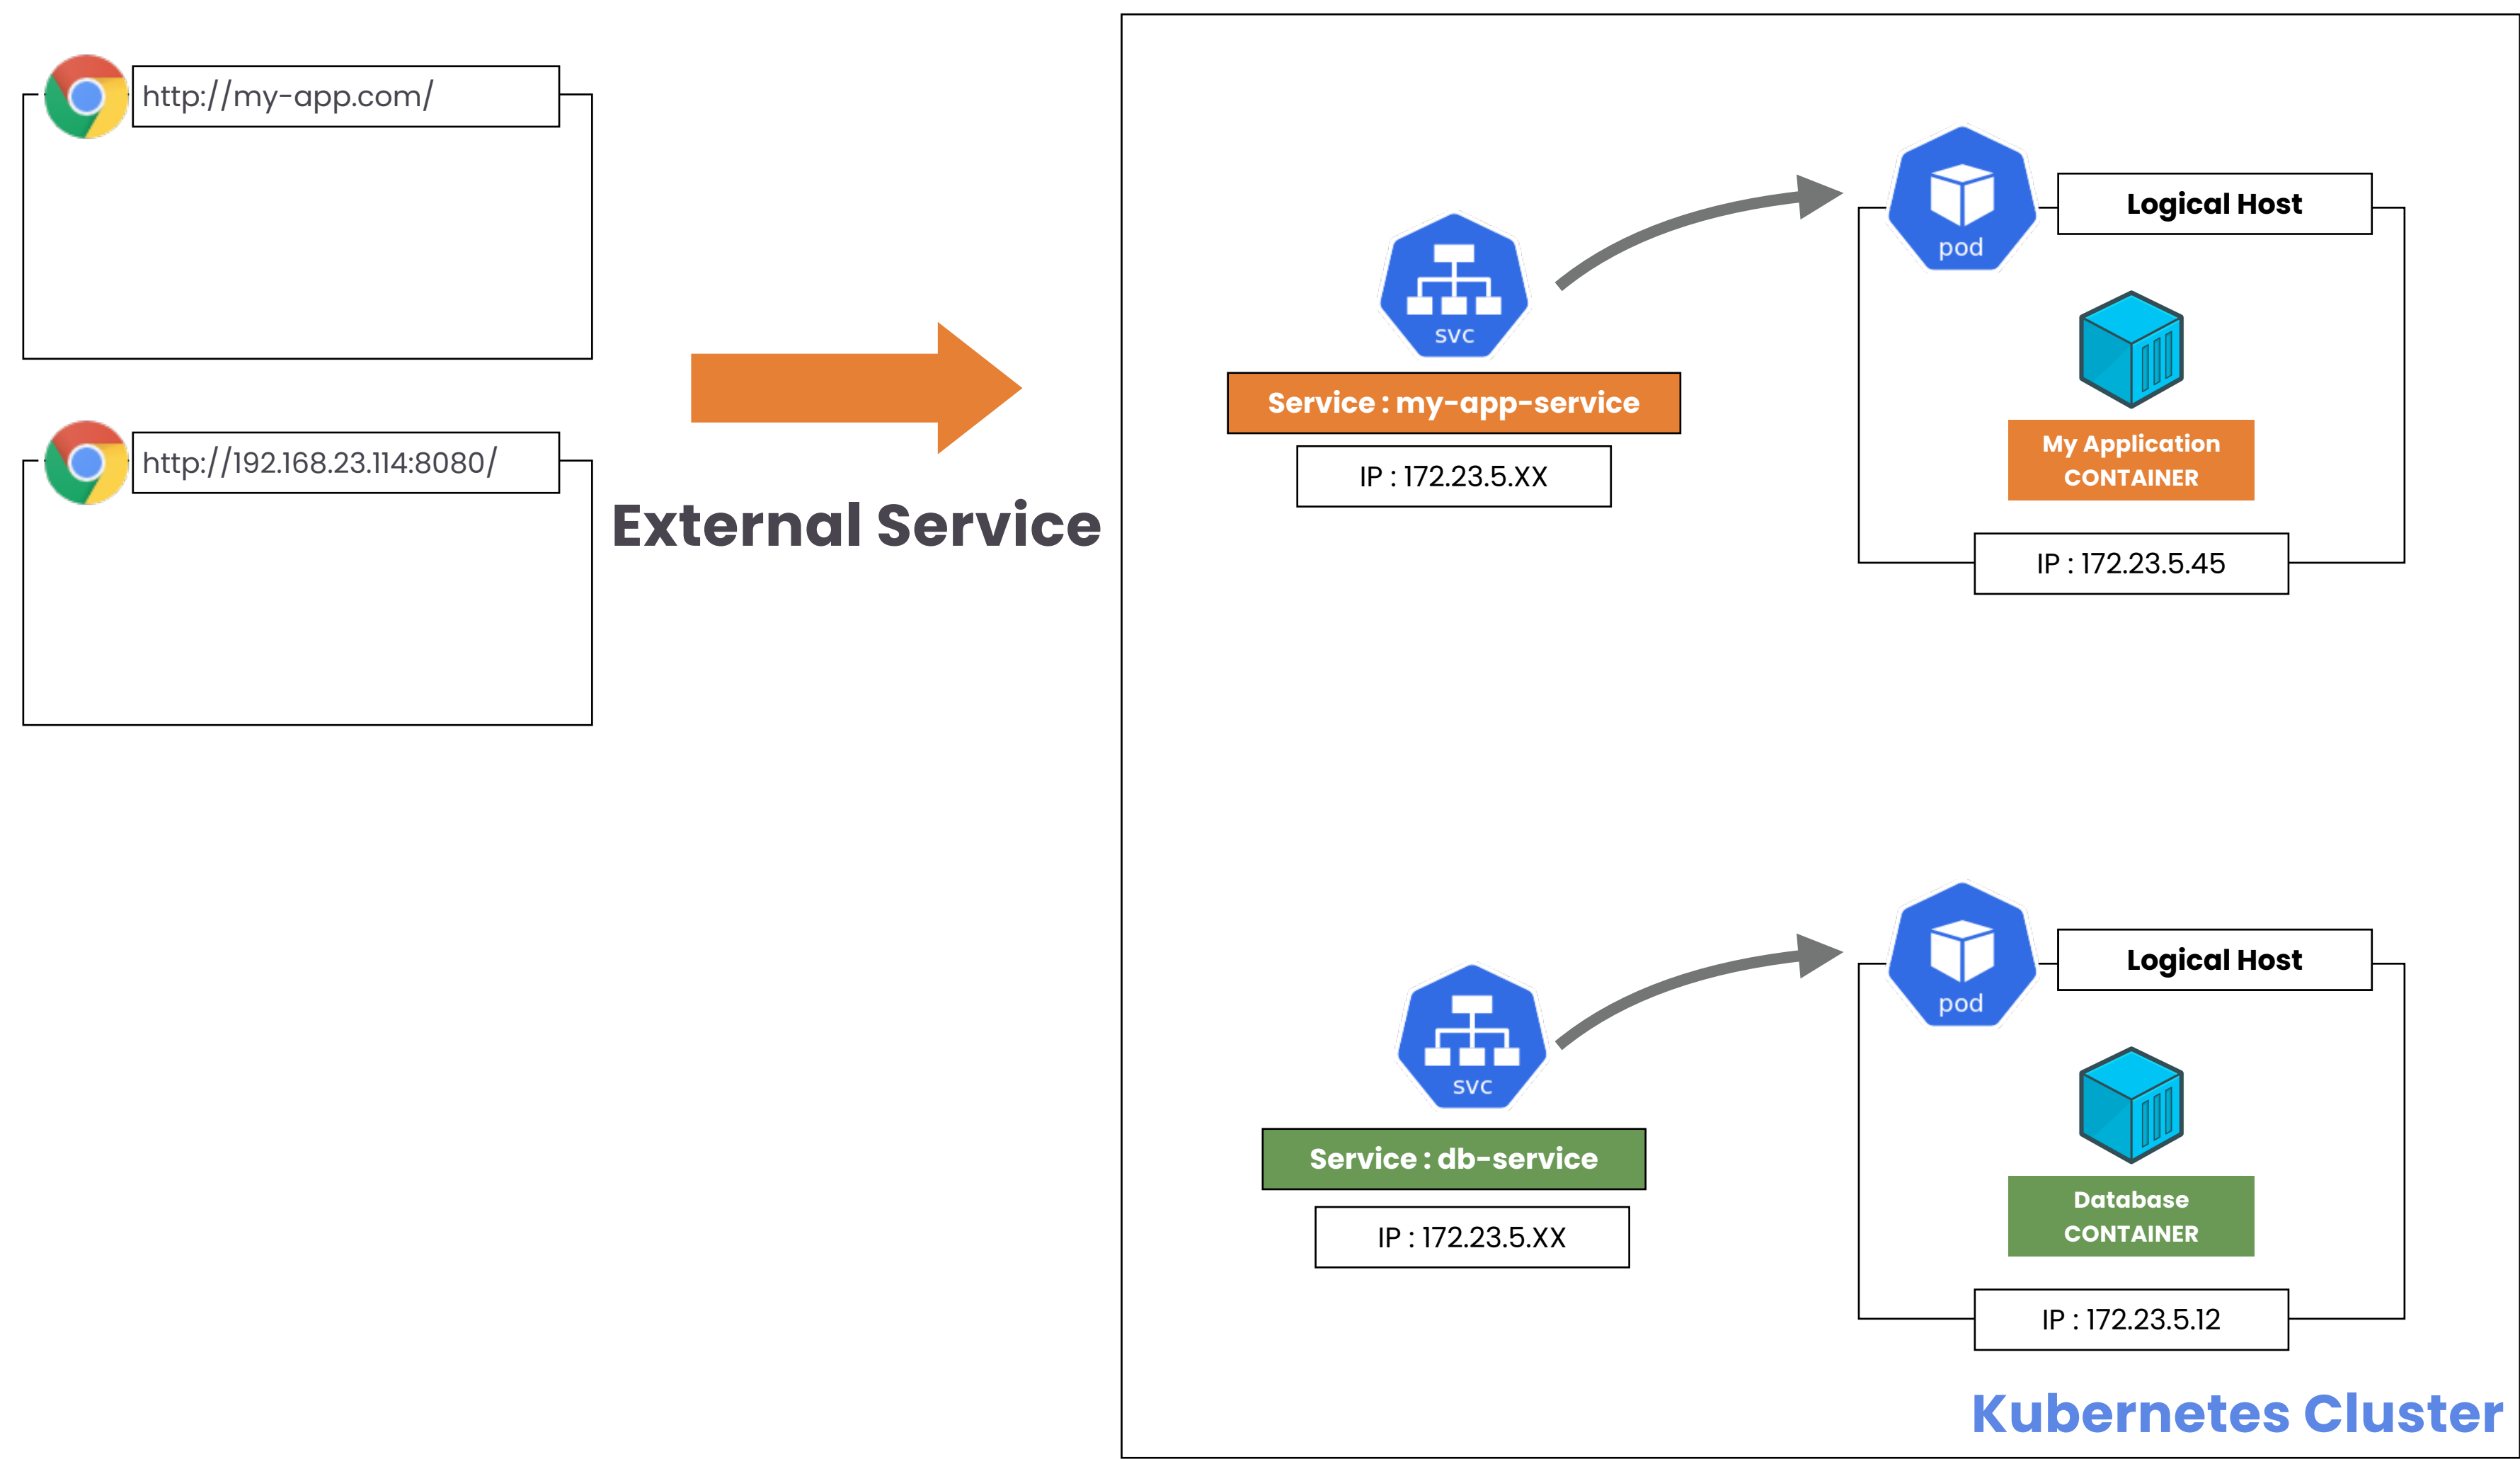 http://my-app.com/
http://192.168.23.114:8080/
External Service
svc
Service : my-app-service
IP : 172.23.5.XX
pod
Logical Host
My Application
CONTAINER
IP : 172.23.5.45
svc
Service : db-service
IP : 172.23.5.XX
pod
Logical Host
Database
CONTAINER
IP : 172.23.5.12
Kubernetes Cluster